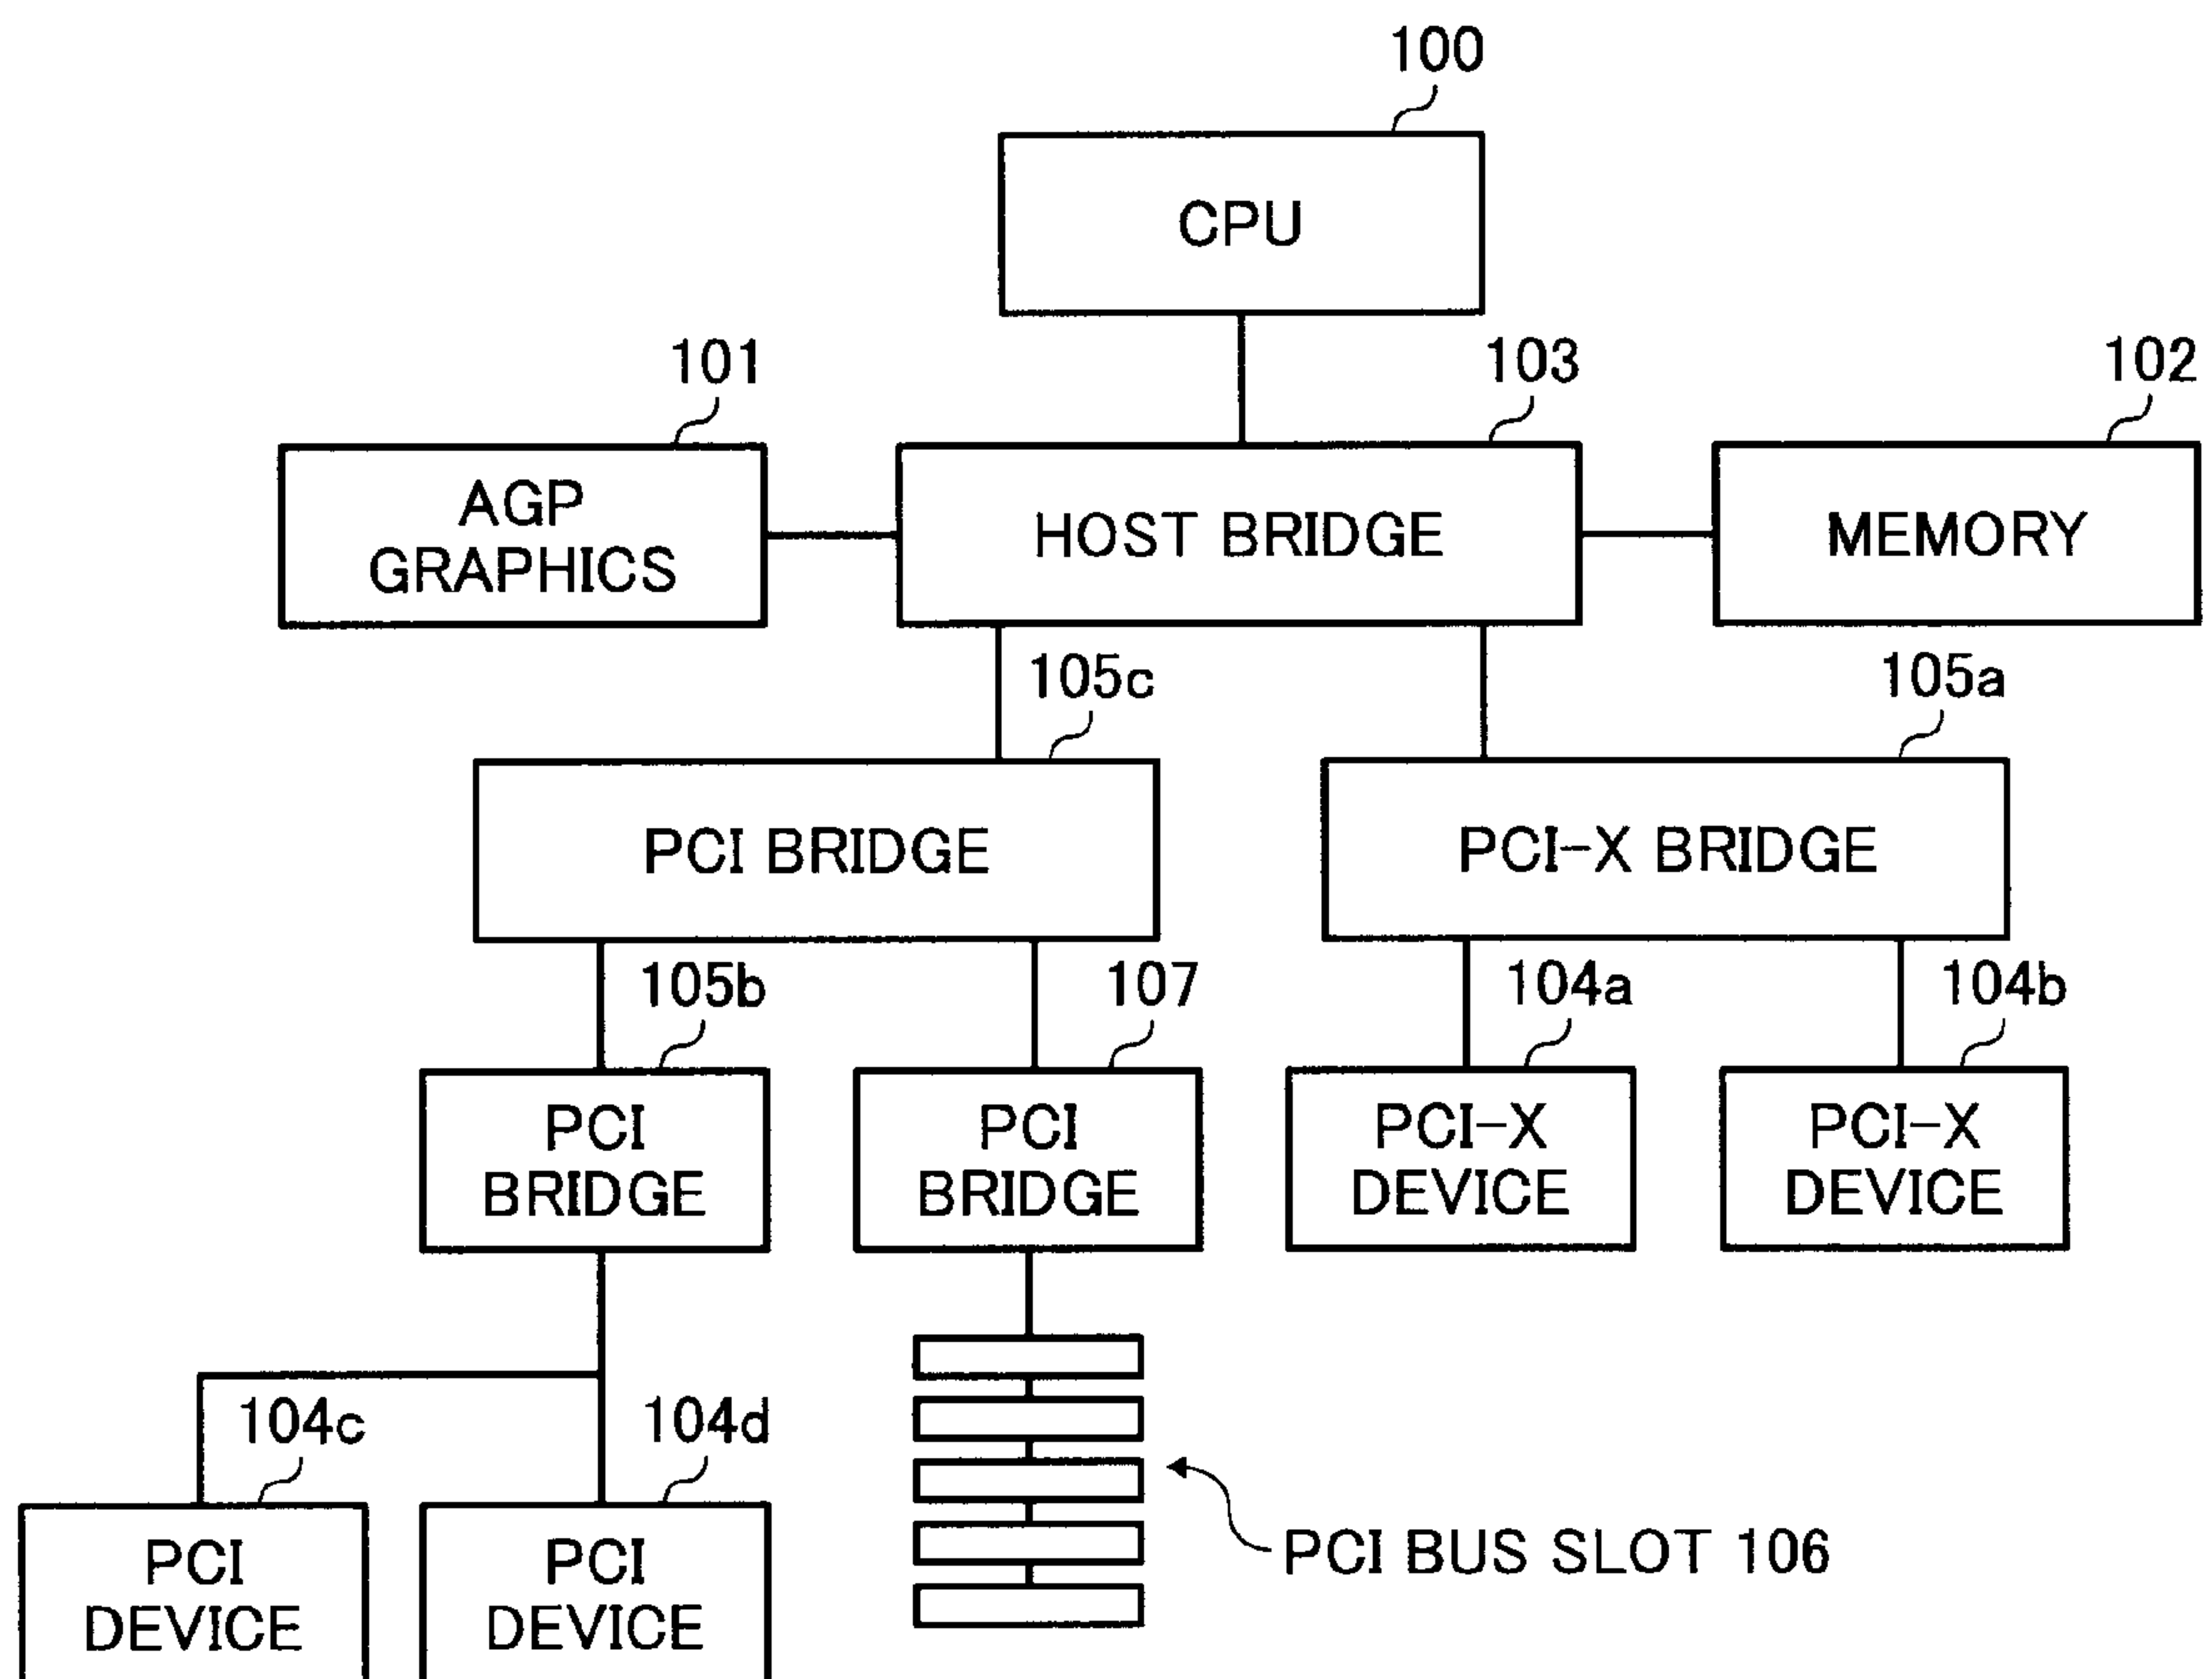 100
CPU
101
103
102
AGP
GRAPHICS
HOST BRIDGE
MEMORY
105c
105a
PCI BRIDGE
PCI-X BRIDGE
105b
107
104a
104b
PCI
BRIDGE
PCI
BRIDGE
PCI-X
DEVICE
PCI-X
DEVICE
104c
104d
PCI
DEVICE
PCI
DEVICE
PCI BUS SLOT 106